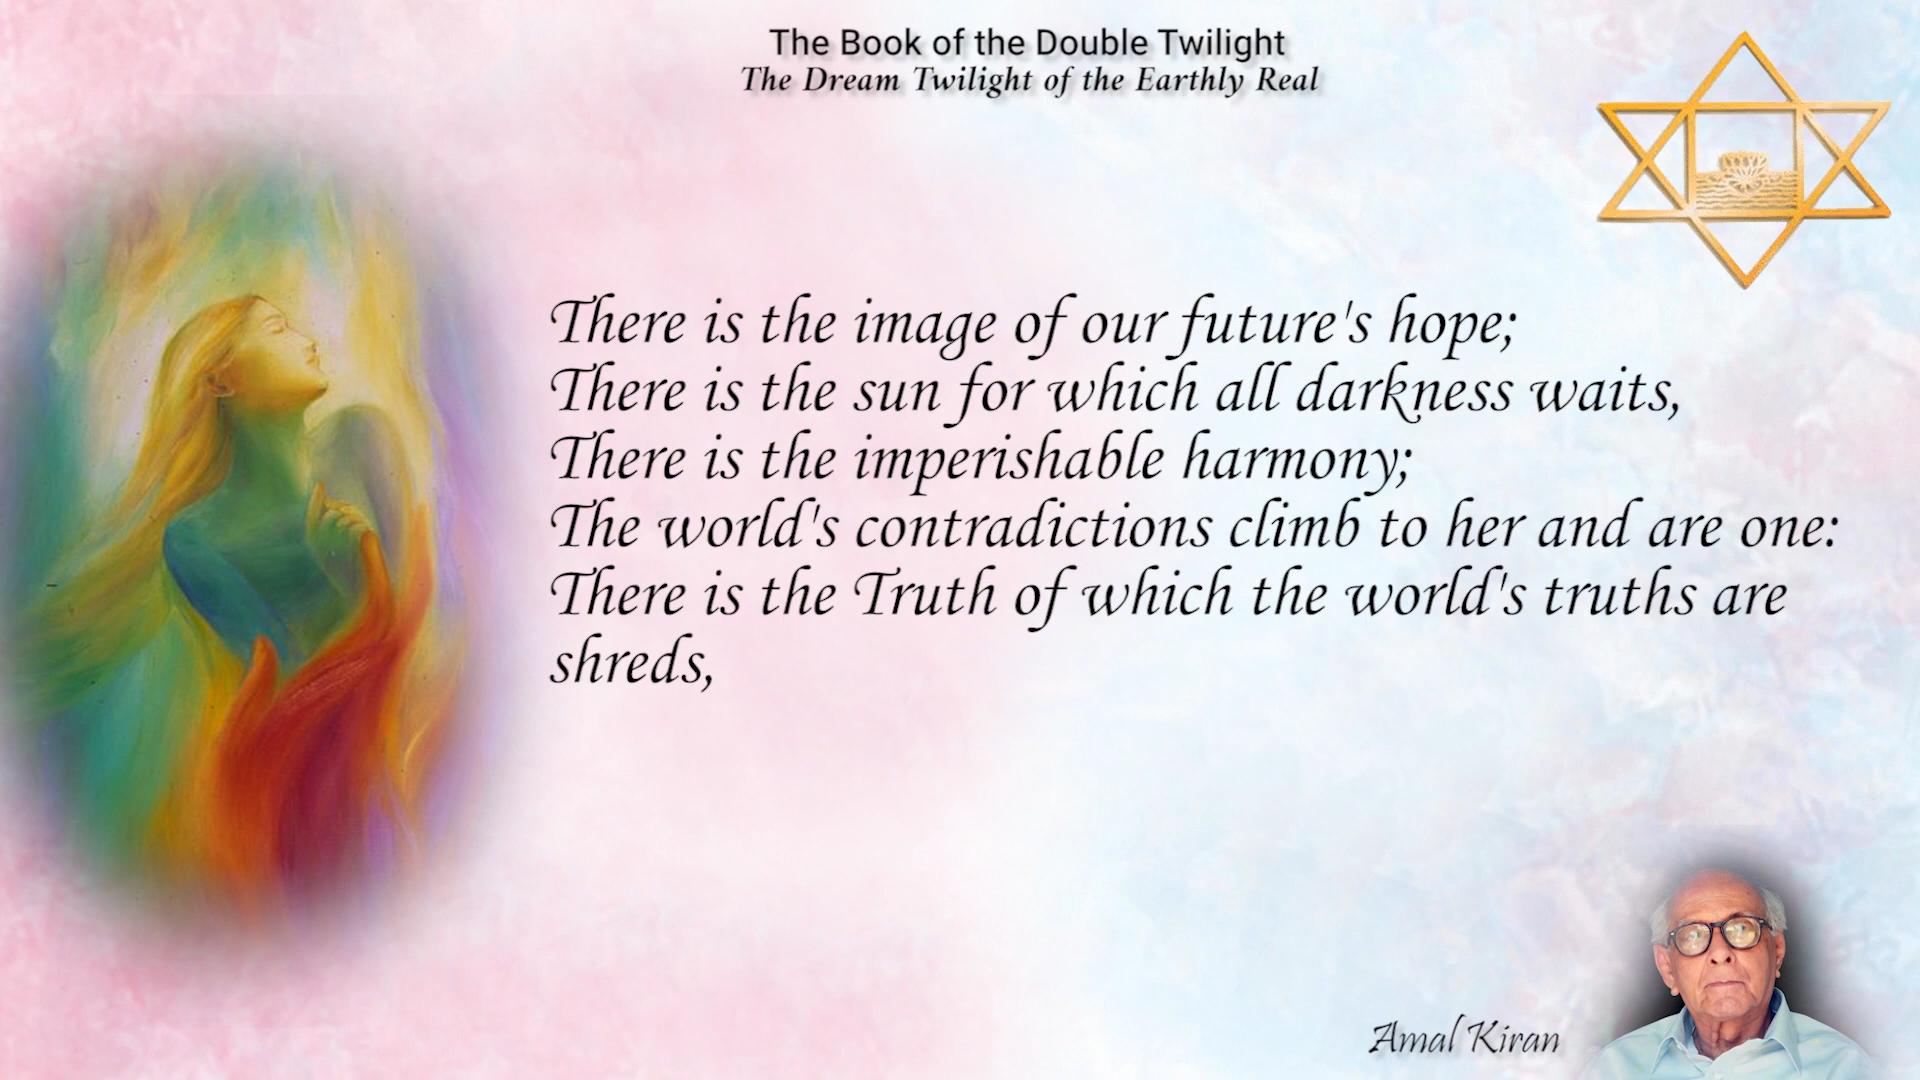 The Book of the Double Twilight
The Dream Twilight of the Earthly Real
There is the image of our future's hope;
There is the sun for which all darkness waits,
There is the imperishable harmony;
The world's contradictions climb to her and are one:
There is the Truth of which the world's truths are
shreds,
Amal Kiran